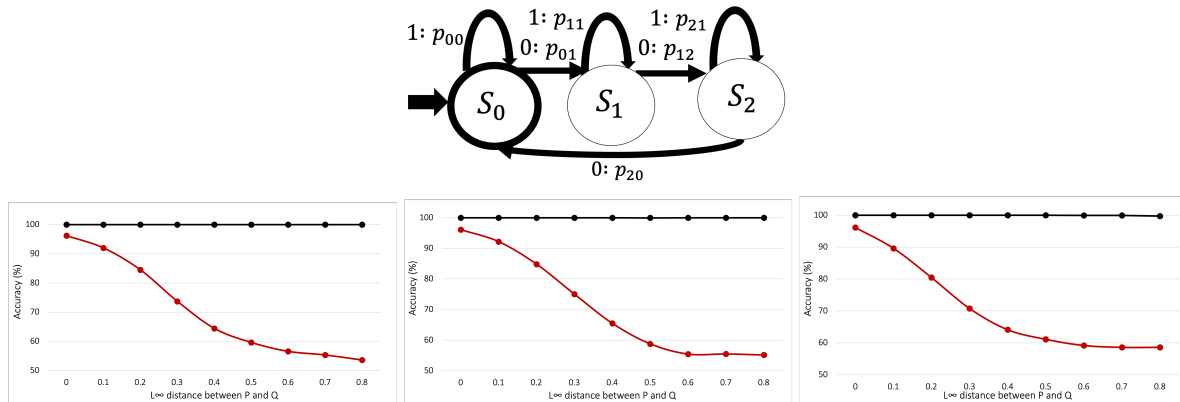 1: p₀₀
1: p₁₁
0: p₀₁
1: p₂₁
0: p₁₂
S₀
S₁
S₂
0: p₂₀
100
90
80
70
60
50
Accuracy (%)
0 0.1 0.2 0.3 0.4 0.5 0.6 0.7 0.8
L∞ distance between P and Q
100
90
80
70
60
50
Accuracy (%)
0 0.1 0.2 0.3 0.4 0.5 0.6 0.7 0.8
L∞ distance between P and Q
100
90
80
70
60
50
Accuracy (%)
0 0.1 0.2 0.3 0.4 0.5 0.6 0.7 0.8
L∞ distance between P and Q